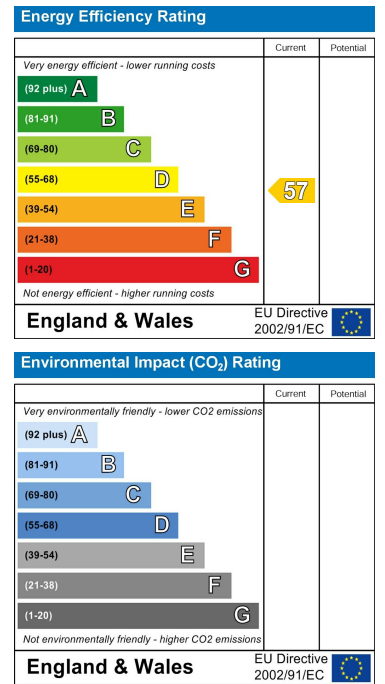 Energy Efficiency Rating
Current Potential
Very energy efficient - lower running costs
(92 plus) A
(81-91) B
(69-80) C
(55-68) D
57
(39-54) E
(21-38) F
(1-20) G
Not energy efficient - higher running costs
England & Wales
EU Directive
2002/91/EC
Environmental Impact (CO₂) Rating
Current Potential
Very environmentally friendly - lower CO2 emissions
(92 plus) A
(81-91) B
(69-80) C
(55-68) D
(39-54) E
(21-38) F
(1-20) G
Not environmentally friendly - higher CO2 emissions
England & Wales
EU Directive
2002/91/EC